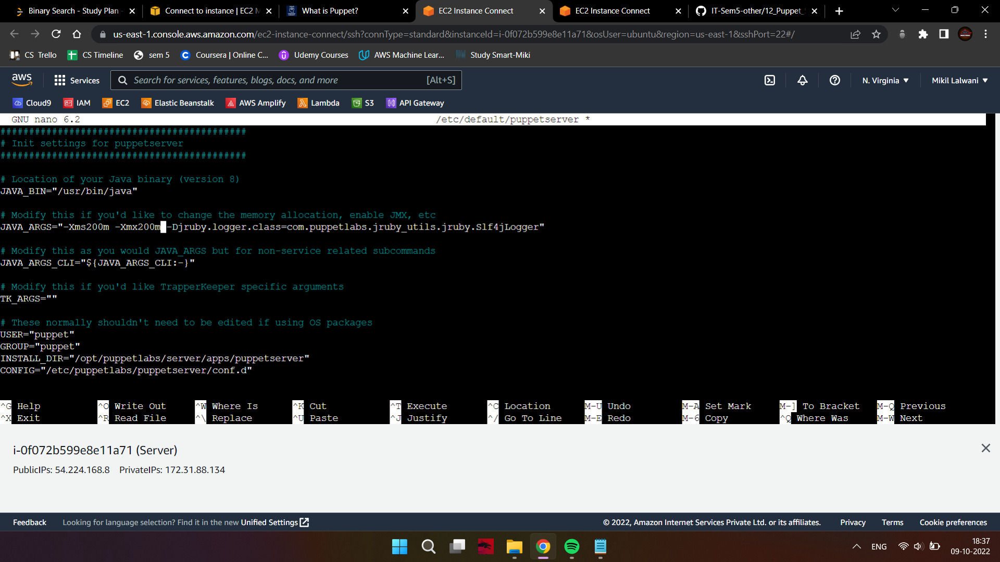 Binary Search - Study Plan -
Connect to instance | EC2 M
What is Puppet?
EC2 Instance Connect
EC2 Instance Connect
IT-Sem5-other/12_Puppet_
us-east-1.console.aws.amazon.com/ec2-instance-connect/ssh?connType=standard&instanceId=i-0f072b599e8e11a71&osUser=ubuntu&region=us-east-1&sshPort=22#/
CS Trello
CS Timeline
sem 5
Coursera | Online C...
Udemy Courses
AWS Machine Lear...
Study Smart-Miki
aws
Services
Search for services, features, blogs, docs, and more
[Alt+S]
N. Virginia
Mikil Lalwani
Cloud9
IAM
EC2
Elastic Beanstalk
AWS Amplify
Lambda
S3
API Gateway
GNU nano 6.2 /etc/default/puppetserver *
###########################################
# Init settings for puppetserver
###########################################
# Location of your Java binary (version 8)
JAVA_BIN="/usr/bin/java"
# Modify this if you'd like to change the memory allocation, enable JMX, etc
JAVA_ARGS="-Xms200m -Xmx200m -Djruby.logger.class=com.puppetlabs.jruby_utils.jruby.Slf4jLogger"
# Modify this as you would JAVA_ARGS but for non-service related subcommands
JAVA_ARGS_CLI="${JAVA_ARGS_CLI:-}"
# Modify this if you'd like TrapperKeeper specific arguments
TK_ARGS=""
# These normally shouldn't need to be edited if using OS packages
USER="puppet"
GROUP="puppet"
INSTALL_DIR="/opt/puppetlabs/server/apps/puppetserver"
CONFIG="/etc/puppetlabs/puppetserver/conf.d"
^G Help ^O Write Out ^W Where Is ^K Cut ^T Execute ^C Location M-U Undo M-A Set Mark M-] To Bracket M-Q Previous
^X Exit ^R Read File ^\ Replace ^U Paste ^J Justify ^/ Go To Line M-E Redo M-6 Copy ^Q Where Was M-W Next
i-0f072b599e8e11a71 (Server)
PublicIPs: 54.224.168.8 PrivateIPs: 172.31.88.134
Feedback
Looking for language selection? Find it in the new Unified Settings
© 2022, Amazon Internet Services Private Ltd. or its affiliates.
Privacy
Terms
Cookie preferences
ENG
18:37
09-10-2022